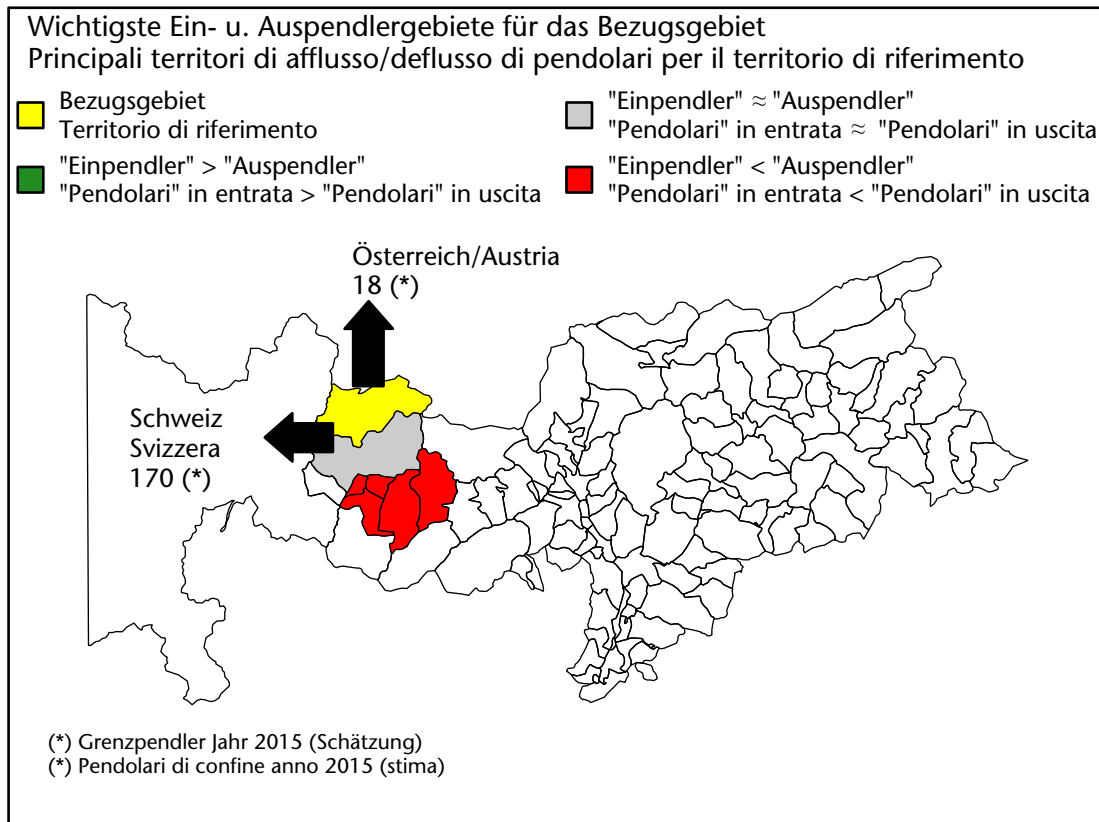 Wichtigste Ein- u. Auspendlergebiete für das Bezugsgebiet
Principali territori di afflusso/deflusso di pendolari per il territorio di riferimento
Bezugsgebiet
Territorio di riferimento
"Einpendler" > "Auspendler"
"Pendolari" in entrata > "Pendolari" in uscita
"Einpendler" ≈ "Auspendler"
"Pendolari" in entrata ≈ "Pendolari" in uscita
"Einpendler" < "Auspendler"
"Pendolari" in entrata < "Pendolari" in uscita
Österreich/Austria
18 (*)
Schweiz
Svizzera
170 (*)
(*) Grenzpendler Jahr 2015 (Schätzung)
(*) Pendolari di confine anno 2015 (stima)